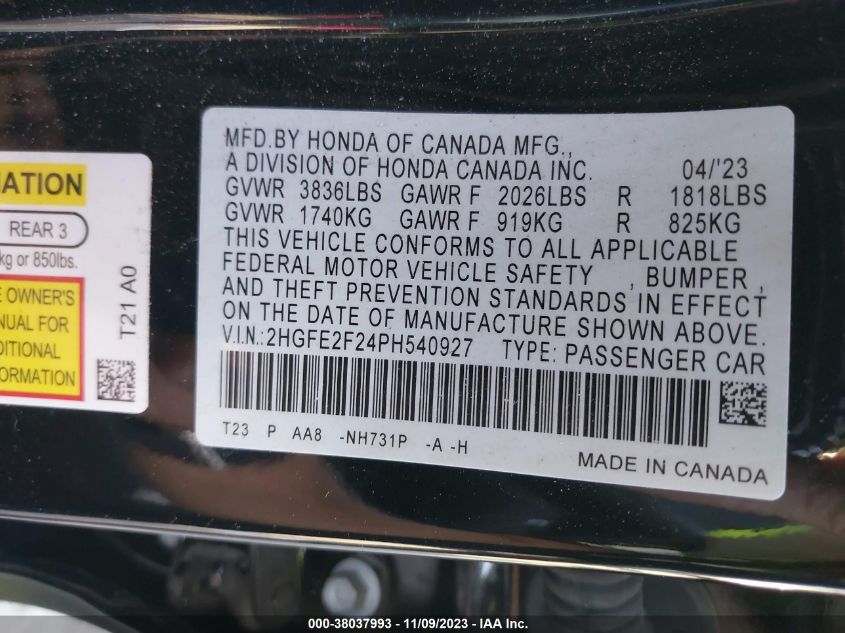 MATION
REAR 3
kg or 850lbs.
E OWNER'S
NUAL FOR
DITIONAL
FORMATION
T21 A0
MFD.BY HONDA OF CANADA MFG.,
A DIVISION OF HONDA CANADA INC. 04/'23
GVWR 3836LBS GAWR F 2026LBS R 1818LBS
GVWR 1740KG GAWR F 919KG R 825KG
THIS VEHICLE CONFORMS TO ALL APPLICABLE
FEDERAL MOTOR VEHICLE SAFETY , BUMPER ,
AND THEFT PREVENTION STANDARDS IN EFFECT
ON THE DATE OF MANUFACTURE SHOWN ABOVE.
V.I.N.:2HGFE2F24PH540927 TYPE: PASSENGER CAR
T23 P AA8 -NH731P -A -H
MADE IN CANADA
000-38037993 - 11/09/2023 - IAA Inc.